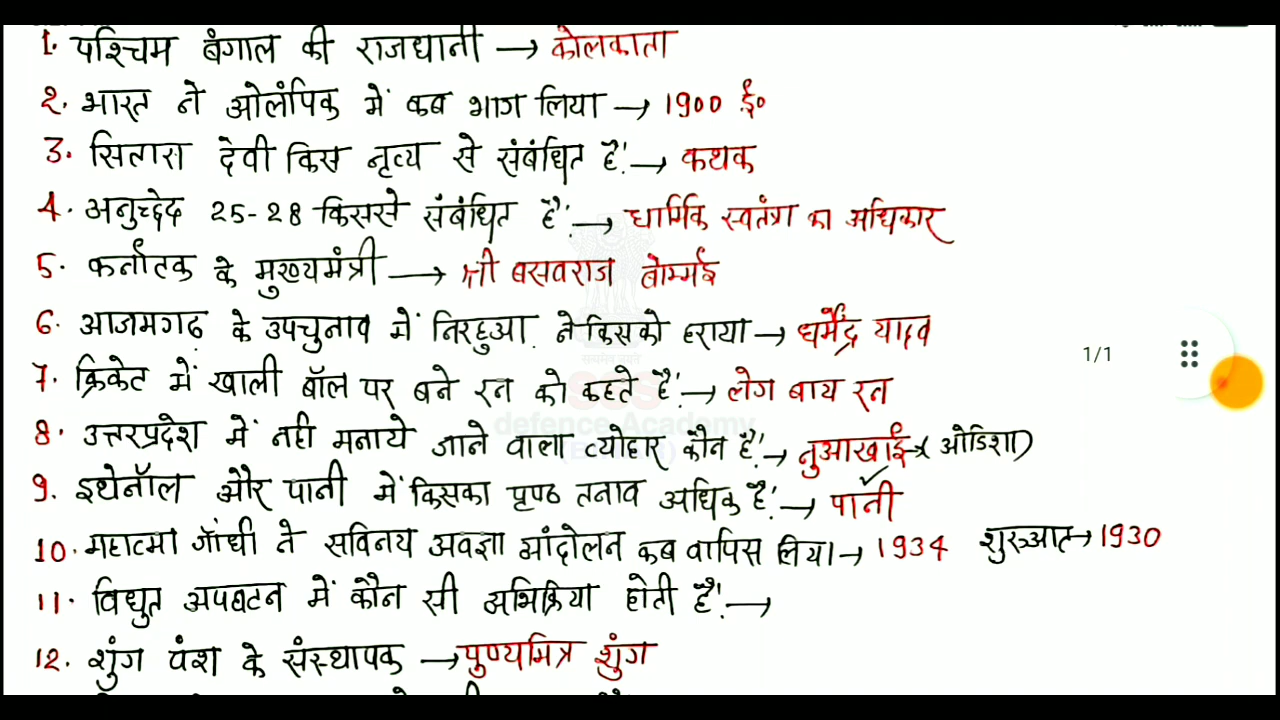 1. पश्चिम बंगाल की राजधानी → कोलकाता
2. भारत ने ओलंपिक में कब भाग लिया → 1900 ई०
3. सितारा देवी किस नृत्य से संबंधित है? → कथक
4. अनुच्छेद 25-28 किससे संबंधित है? → धार्मिक स्वतंत्र का अधिकार
5. कर्नाटक के मुख्यमंत्री → श्री बसवराज बोम्मई
6. आजमगढ के उपचुनाव में निरहुआ ने किसको हराया → धर्मेंद्र यादव
1/1
7. क्रिकेट में खाली बॉल पर बने रन को कहते है? → लेग बाय रन
defence Academy
8. उत्तरप्रदेश में नही मनाये जाने वाला त्योहार कौन है? → नुआखाई → (ओडिशा)
9. इथेनॉल और पानी में किसका पृष्ठ तनाव अधिक है? → पानी
10. महात्मा गाँधी ने सविनय अवज्ञा आंदोलन कब वापिस लिया → 1934 शुरुआत → 1930
11. विद्युत अपघटन में कौन सी अभिक्रिया होती है? →
12. शुंग वंश के संस्थापक → पुष्यमित्र शुंग